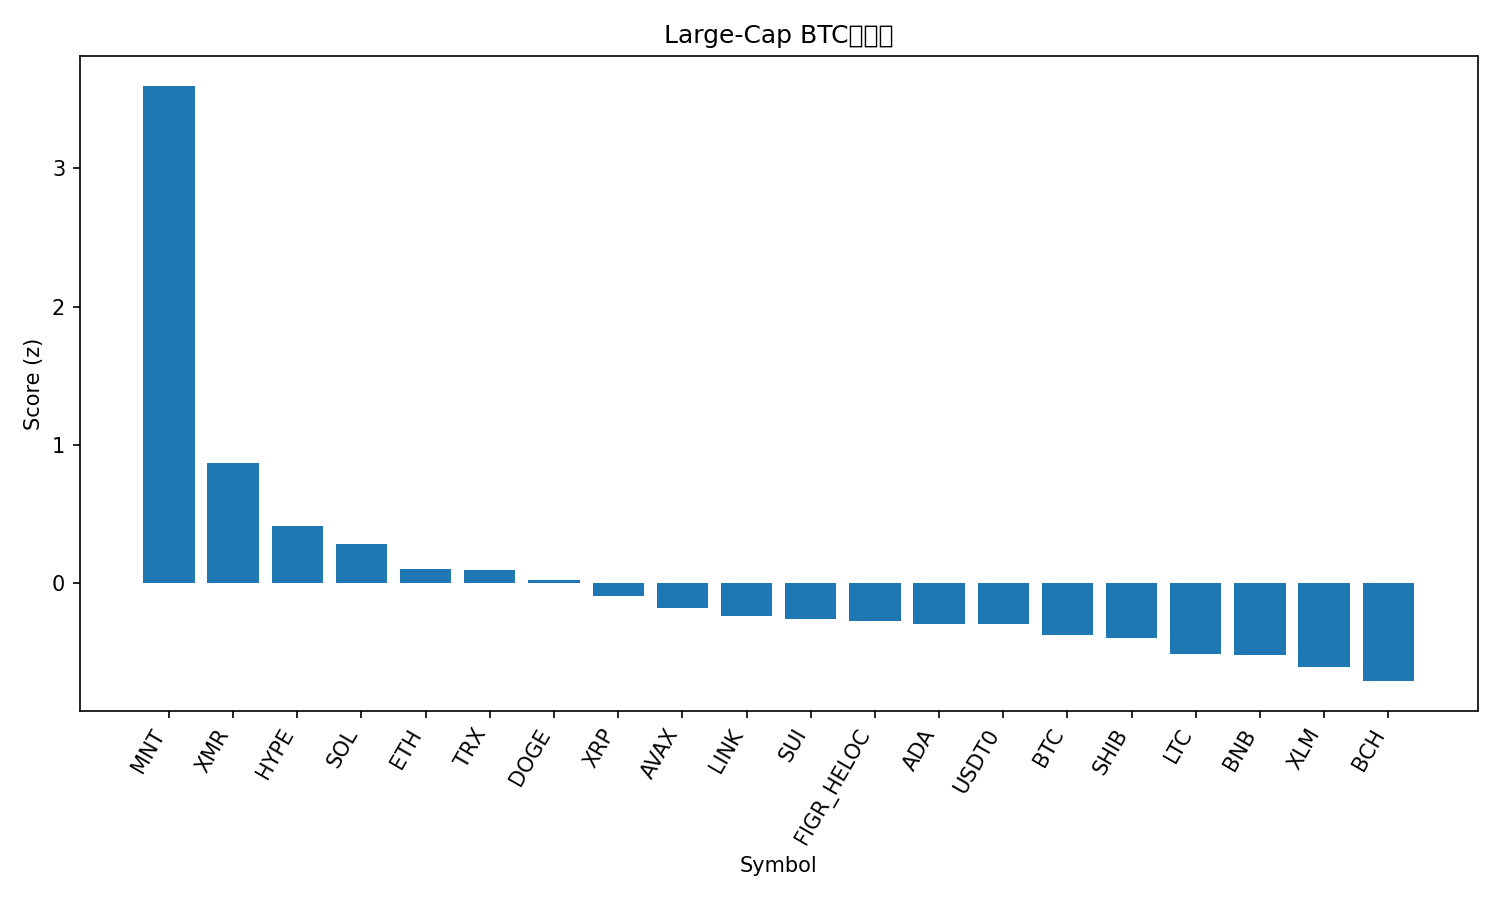 Large-Cap BTC
3
2
1
0
Score (z)
MNT
XMR
HYPE
SOL
ETH
TRX
DOGE
XRP
AVAX
LINK
SUI
FIGR_HELOC
ADA
USDT0
BTC
SHIB
LTC
BNB
XLM
BCH
Symbol